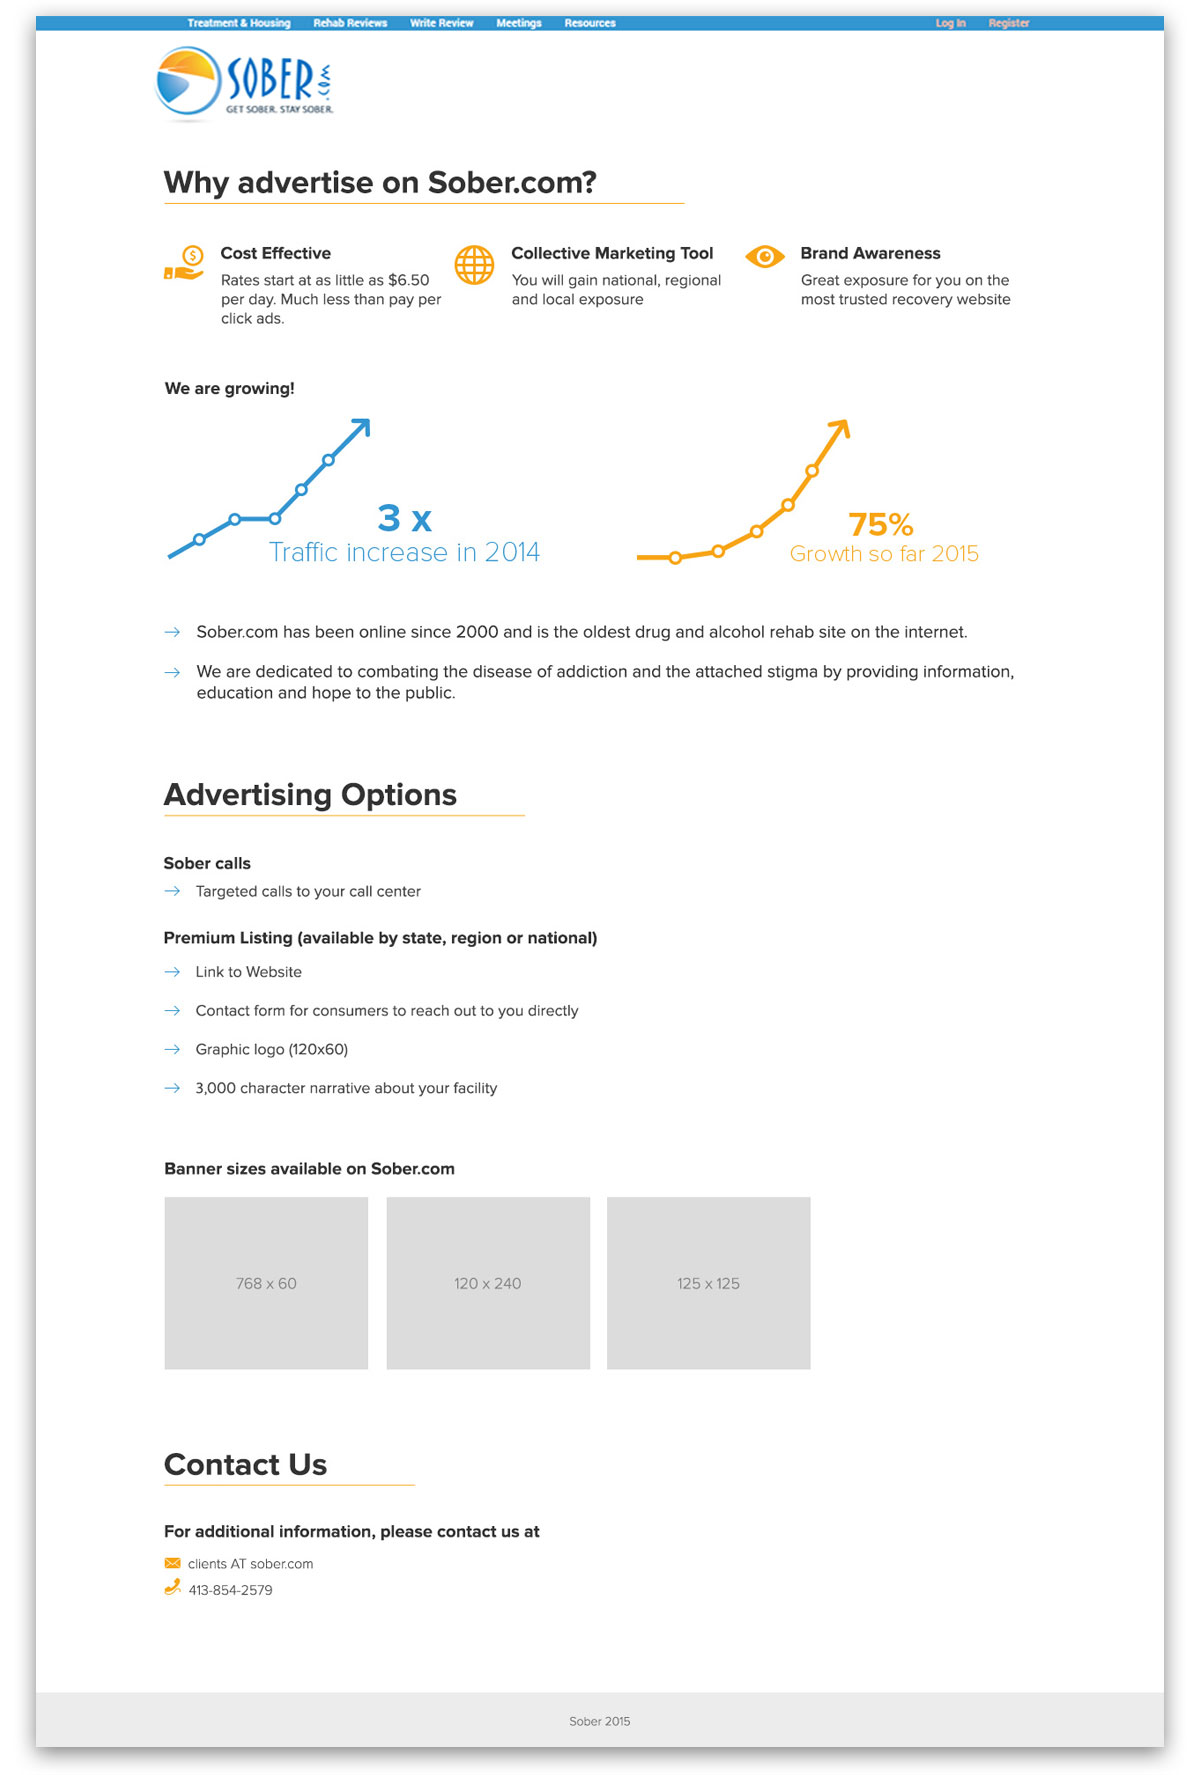 Treatment & Housing Rehab Reviews Write Review Meetings Resources Log In Register
SOBER.com
GET SOBER. STAY SOBER.
Why advertise on Sober.com?
Cost Effective
Rates start at as little as $6.50
per day. Much less than pay per
click ads.
Collective Marketing Tool
You will gain national, regional
and local exposure
Brand Awareness
Great exposure for you on the
most trusted recovery website
We are growing!
3 x
Traffic increase in 2014
75%
Growth so far 2015
Sober.com has been online since 2000 and is the oldest drug and alcohol rehab site on the internet.
We are dedicated to combating the disease of addiction and the attached stigma by providing information,
education and hope to the public.
Advertising Options
Sober calls
Targeted calls to your call center
Premium Listing (available by state, region or national)
Link to Website
Contact form for consumers to reach out to you directly
Graphic logo (120x60)
3,000 character narrative about your facility
Banner sizes available on Sober.com
768 x 60
120 x 240
125 x 125
Contact Us
For additional information, please contact us at
clients AT sober.com
413-854-2579
Sober 2015